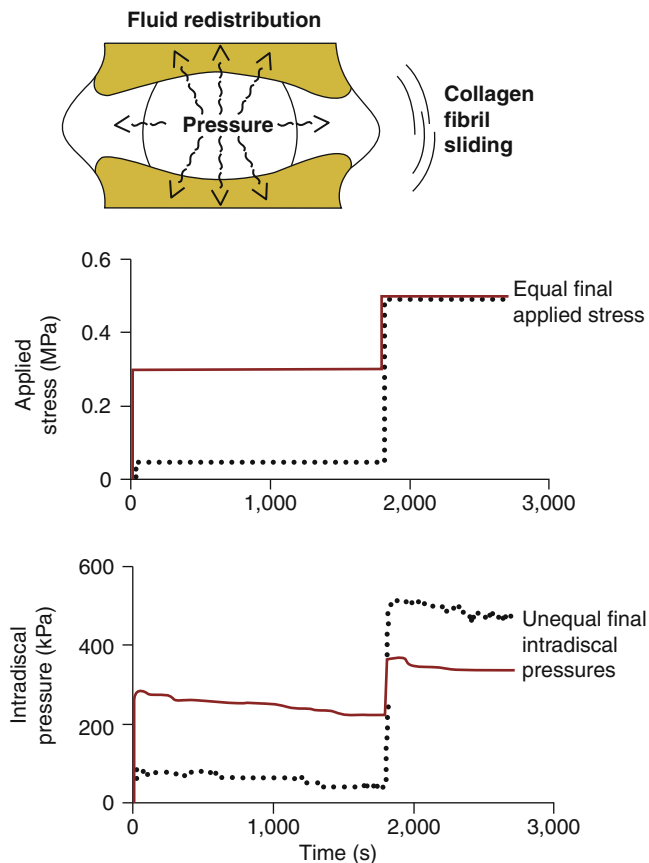 Fluid redistribution
Pressure
Collagen
fibril
sliding
Applied
stress (MPa)
0.6
0.4
0.2
0
0
1,000
2,000
3,000
Equal final
applied stress
Intradiscal
pressure (kPa)
600
400
200
0
0
1,000
2,000
3,000
Time (s)
Unequal final
intradiscal
pressures